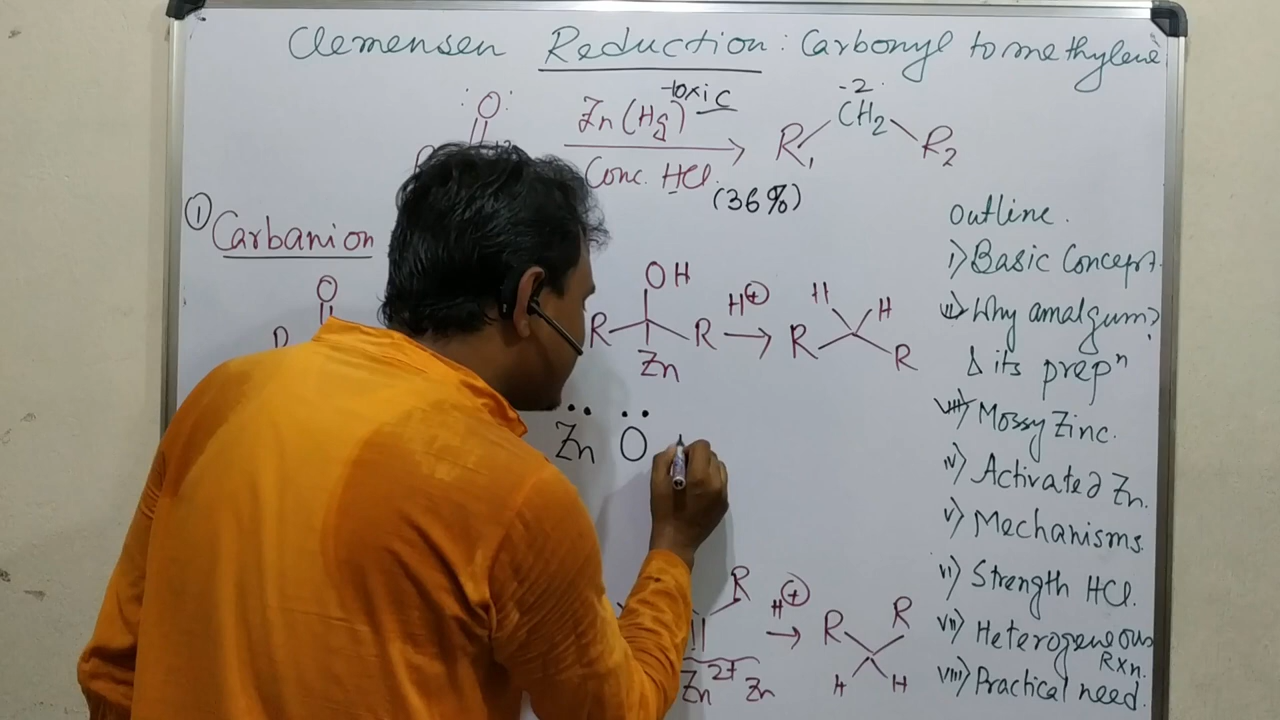 Clemensen Reduction: Carbonyl to methylene
:O:
Zn(Hg) toxic
Conc. HCl
(36%)
-2
CH2
R1 R2
① Carbanion
O
R
OH
R R
Zn
H⊕
H H
R R
Zn O
R
Zn2+ Zn
H⊕
R R
H H
Outline.
i) Basic Concept.
ii) Why amalgum?
& its prepn
iii) Mossy Zinc.
iv) Activated Zn.
v) Mechanisms.
vi) Strength HCl.
vii) Heterogeneous
Rxn.
viii) Practical need.